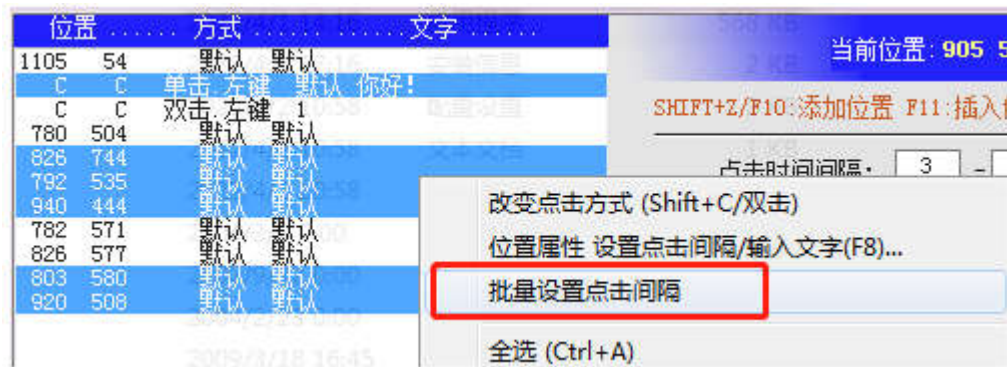 位置 ...... 方式 ...... ......文字 ......
1105 54 默认 默认
C C 单击.左键 默认 你好!
C C 双击.左键 1
780 504 默认 默认
826 744 默认 默认
792 535 默认 默认
940 444 默认 默认
782 571 默认 默认
826 577 默认 默认
803 580 默认 默认
920 508 默认 默认
当前位置: 905
SHIFT+Z/F10:添加位置 F11:插入
点击时间间隔: 3 -
改变点击方式 (Shift+C/双击)
位置属性 设置点击间隔/输入文字(F8)...
批量设置点击间隔
全选 (Ctrl+A)
2009/3/18 16:45